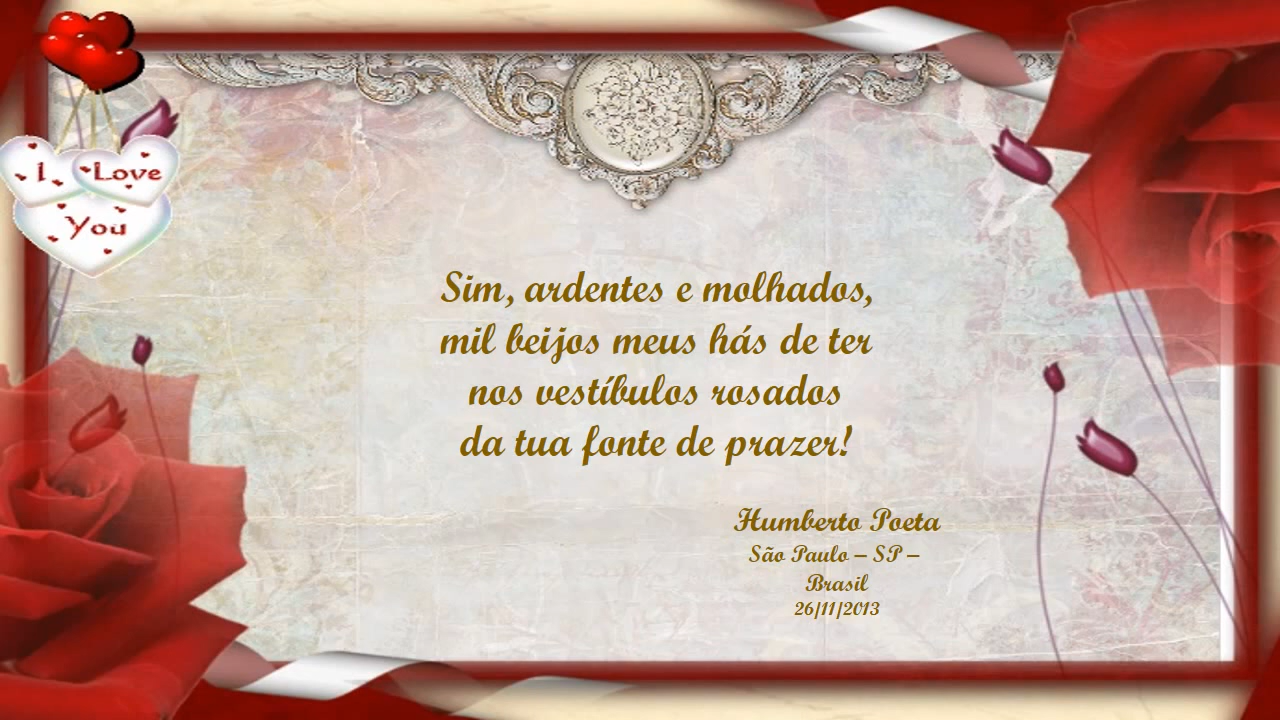 I Love
You
Sim, ardentes e molhados,
mil beijos meus hás de ter
nos vestíbulos rosados
da tua fonte de prazer!
Humberto Poeta
São Paulo – SP –
Brasil
26/11/2013